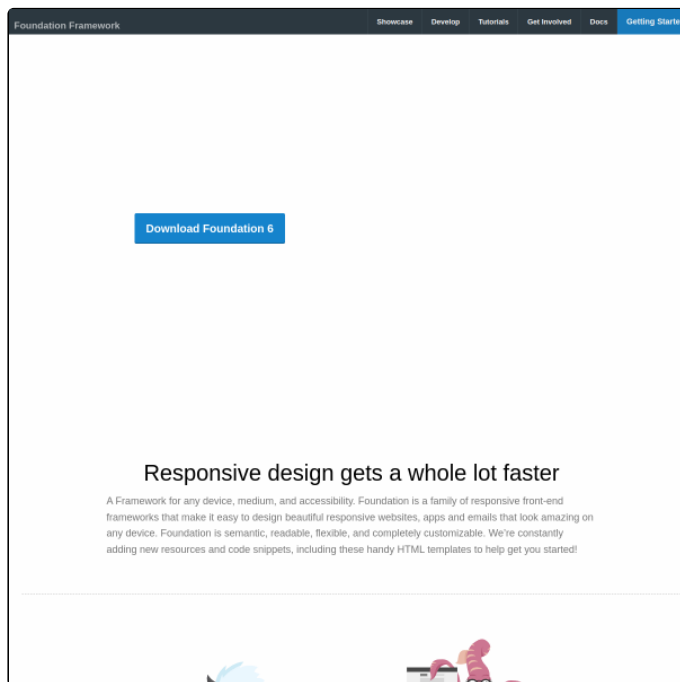 Foundation Framework
Showcase
Develop
Tutorials
Get Involved
Docs
Getting Starte
Download Foundation 6
Responsive design gets a whole lot faster
A Framework for any device, medium, and accessibility. Foundation is a family of responsive front-end
frameworks that make it easy to design beautiful responsive websites, apps and emails that look amazing on
any device. Foundation is semantic, readable, flexible, and completely customizable. We're constantly
adding new resources and code snippets, including these handy HTML templates to help get you started!